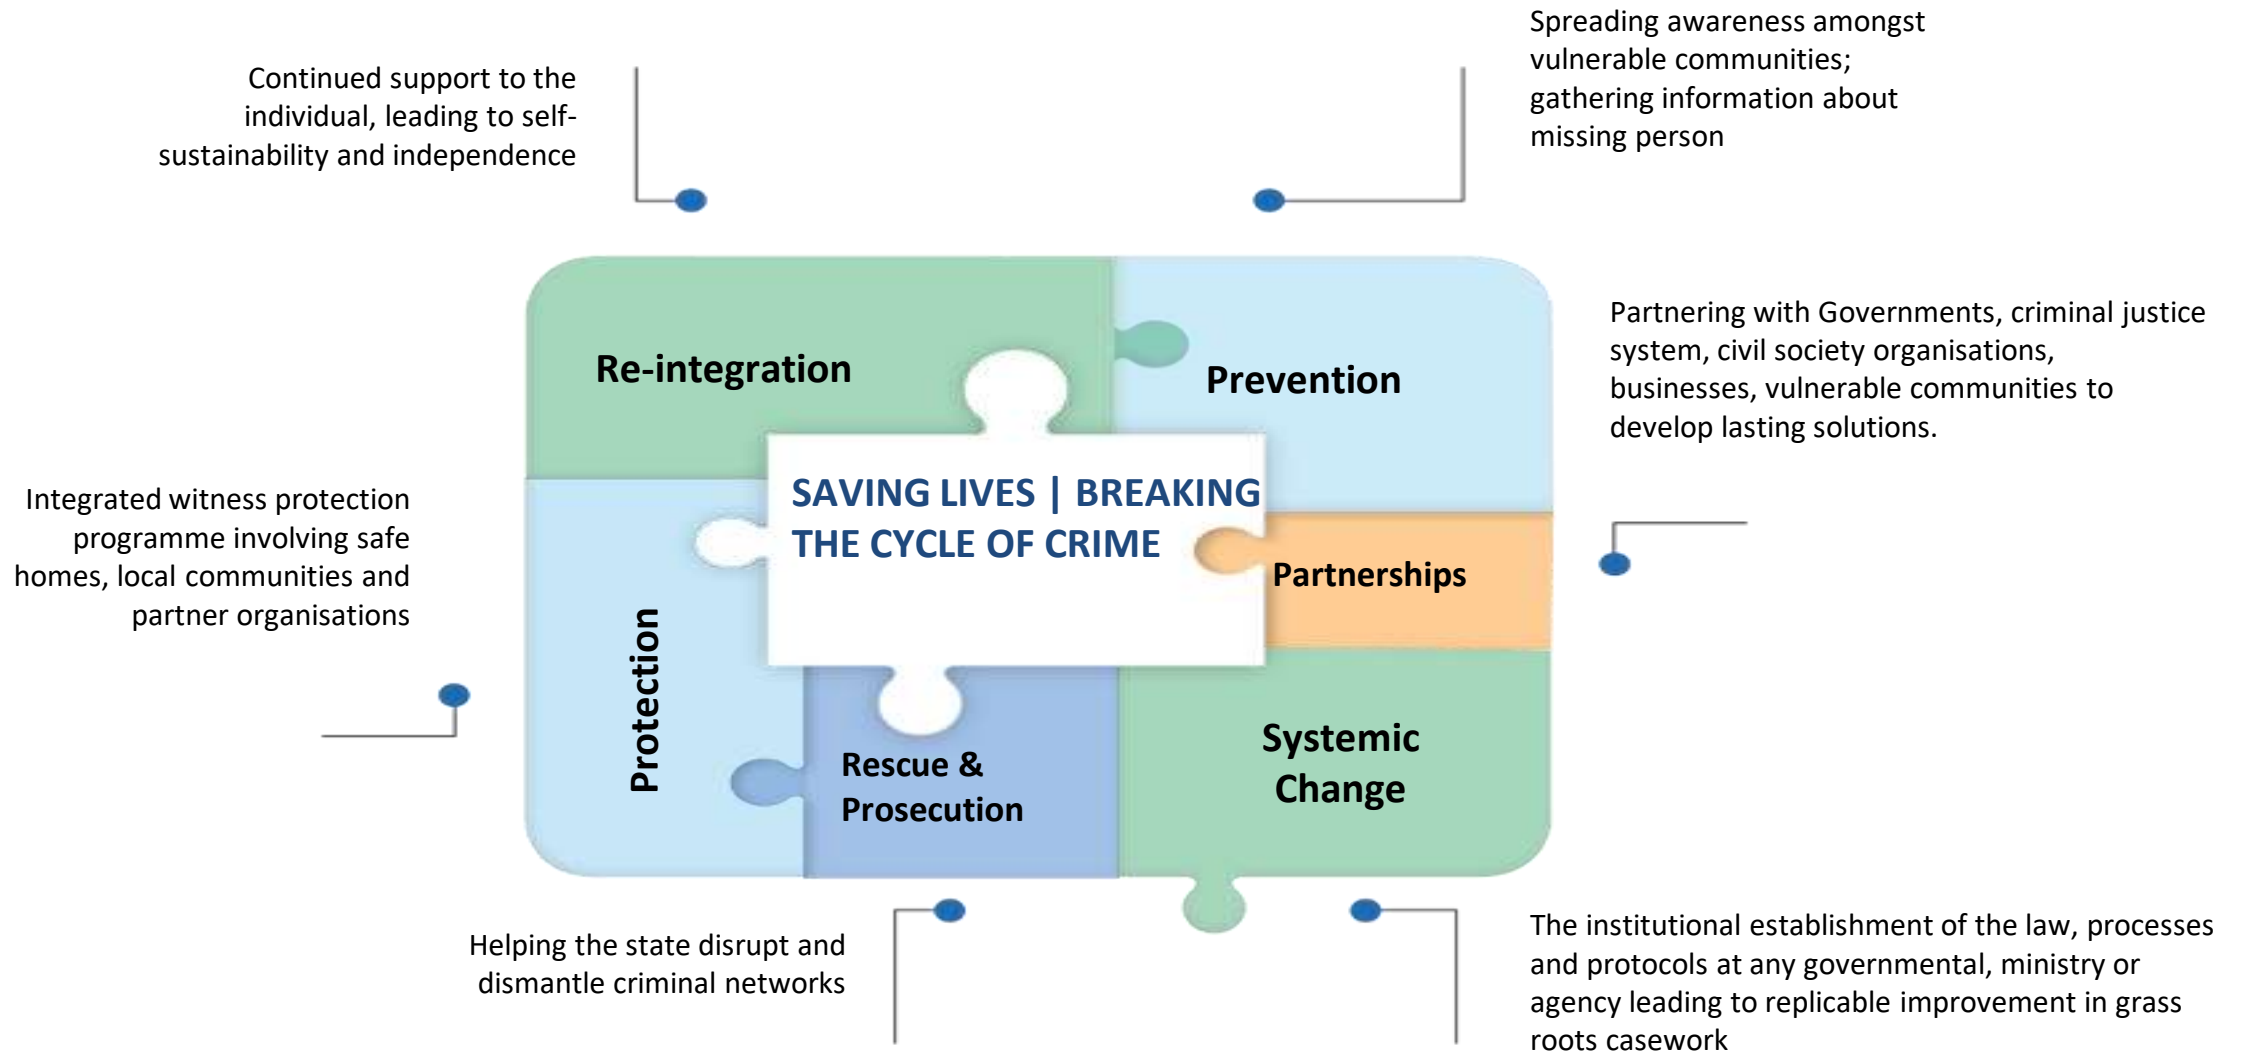 Spreading awareness amongst
vulnerable communities;
gathering information about
missing person
Continued support to the
individual, leading to self-
sustainability and independence
Partnering with Governments, criminal justice
system, civil society organisations,
businesses, vulnerable communities to
develop lasting solutions.
Re-integration
Prevention
SAVING LIVES | BREAKING
THE CYCLE OF CRIME
Integrated witness protection
programme involving safe
homes, local communities and
partner organisations
Partnerships
Protection
Rescue &
Prosecution
Systemic
Change
Helping the state disrupt and
dismantle criminal networks
The institutional establishment of the law, processes
and protocols at any governmental, ministry or
agency leading to replicable improvement in grass
roots casework